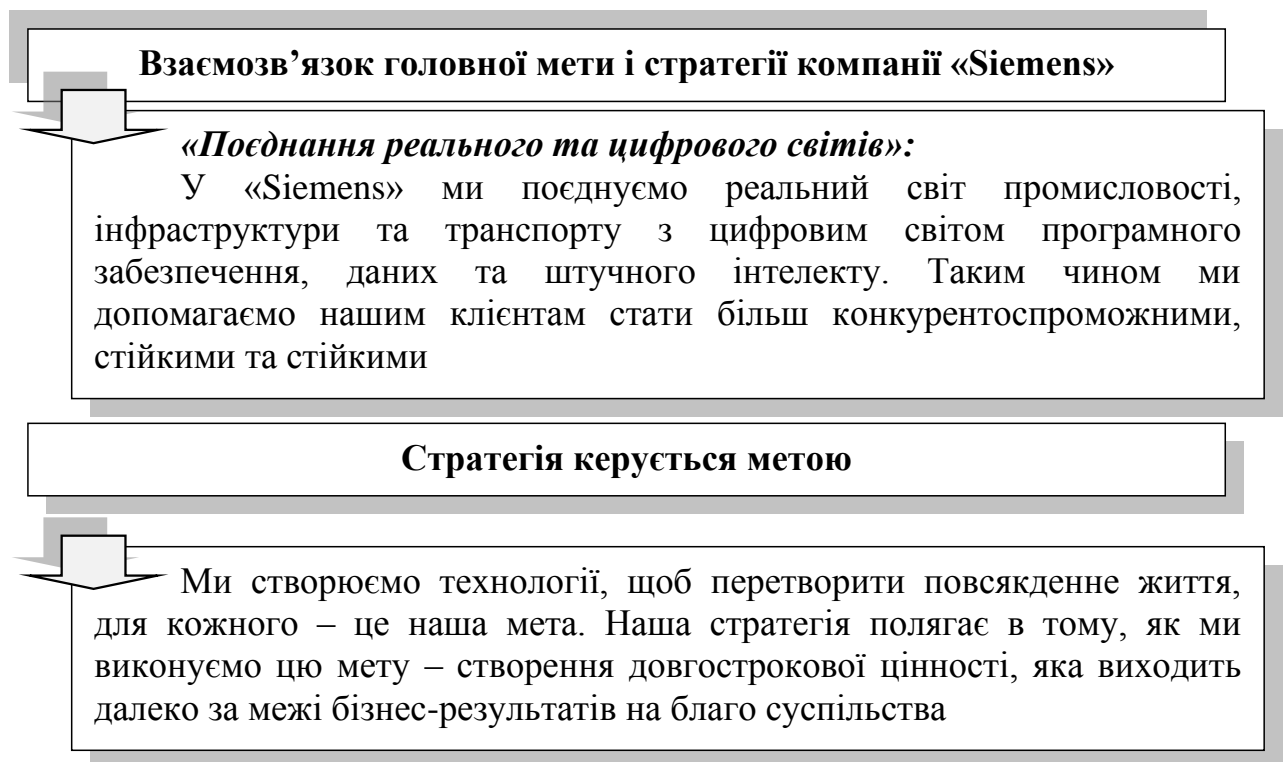 Взаємозв’язок головної мети і стратегії компанії «Siemens»
«Поєднання реального та цифрового світів»:
У «Siemens» ми поєднуємо реальний світ промисловості,
інфраструктури та транспорту з цифровим світом програмного
забезпечення, даних та штучного інтелекту. Таким чином ми
допомагаємо нашим клієнтам стати більш конкурентоспроможними,
стійкими та стійкими
Стратегія керується метою
Ми створюємо технології, щоб перетворити повсякденне життя,
для кожного – це наша мета. Наша стратегія полягає в тому, як ми
виконуємо цю мету – створення довгострокової цінності, яка виходить
далеко за межі бізнес-результатів на благо суспільства